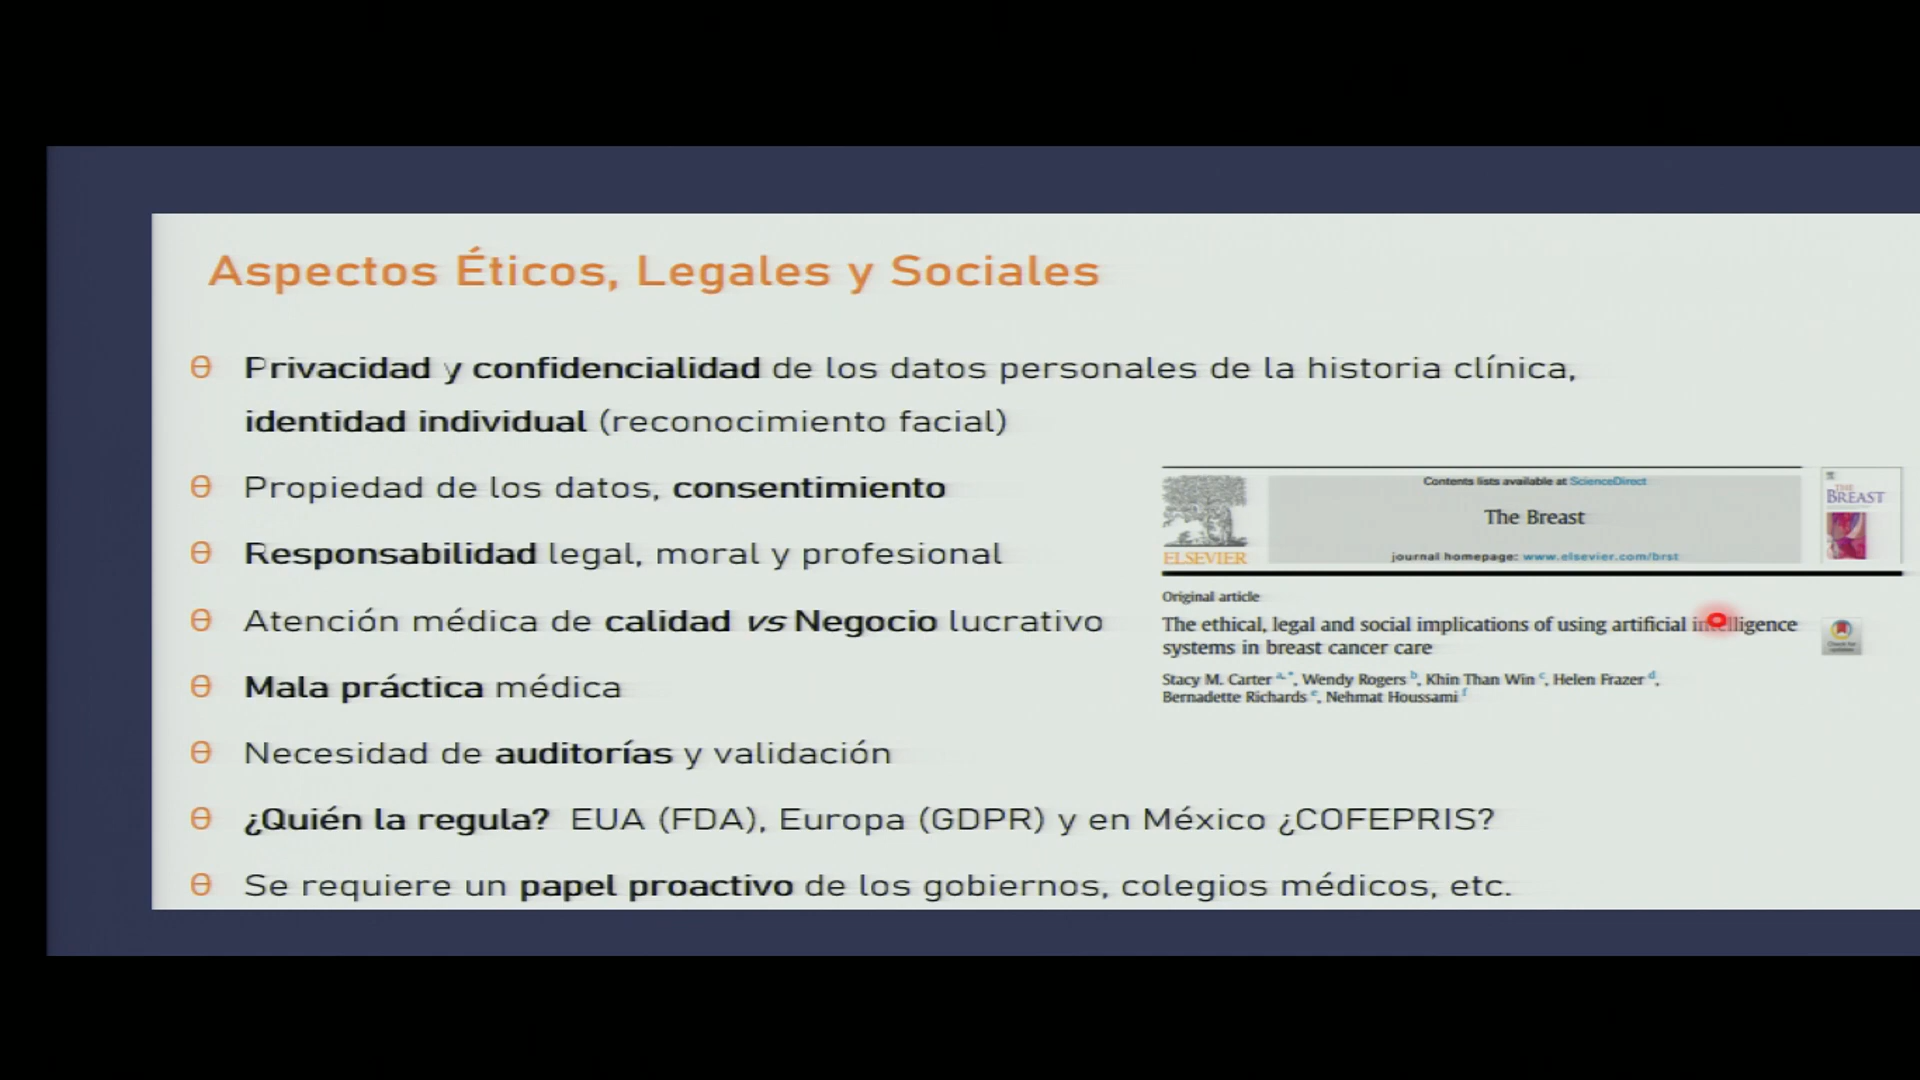 Aspectos Éticos, Legales y Sociales
Privacidad y confidencialidad de los datos personales de la historia clínica,
identidad individual (reconocimiento facial)
Propiedad de los datos, consentimiento
Responsabilidad legal, moral y profesional
Atención médica de calidad vs Negocio lucrativo
Mala práctica médica
Necesidad de auditorías y validación
¿Quién la regula? EUA (FDA), Europa (GDPR) y en México ¿COFEPRIS?
Se requiere un papel proactivo de los gobiernos, colegios médicos, etc.
Contents lists available at ScienceDirect
The Breast
journal homepage: www.elsevier.com/brst
ELSEVIER
THE
BREAST
Original article
The ethical, legal and social implications of using artificial intelligence
systems in breast cancer care
Check for
updates
Stacy M. Carter a,*, Wendy Rogers b, Khin Than Win c, Helen Frazer d,
Bernadette Richards e, Nehmat Houssami f